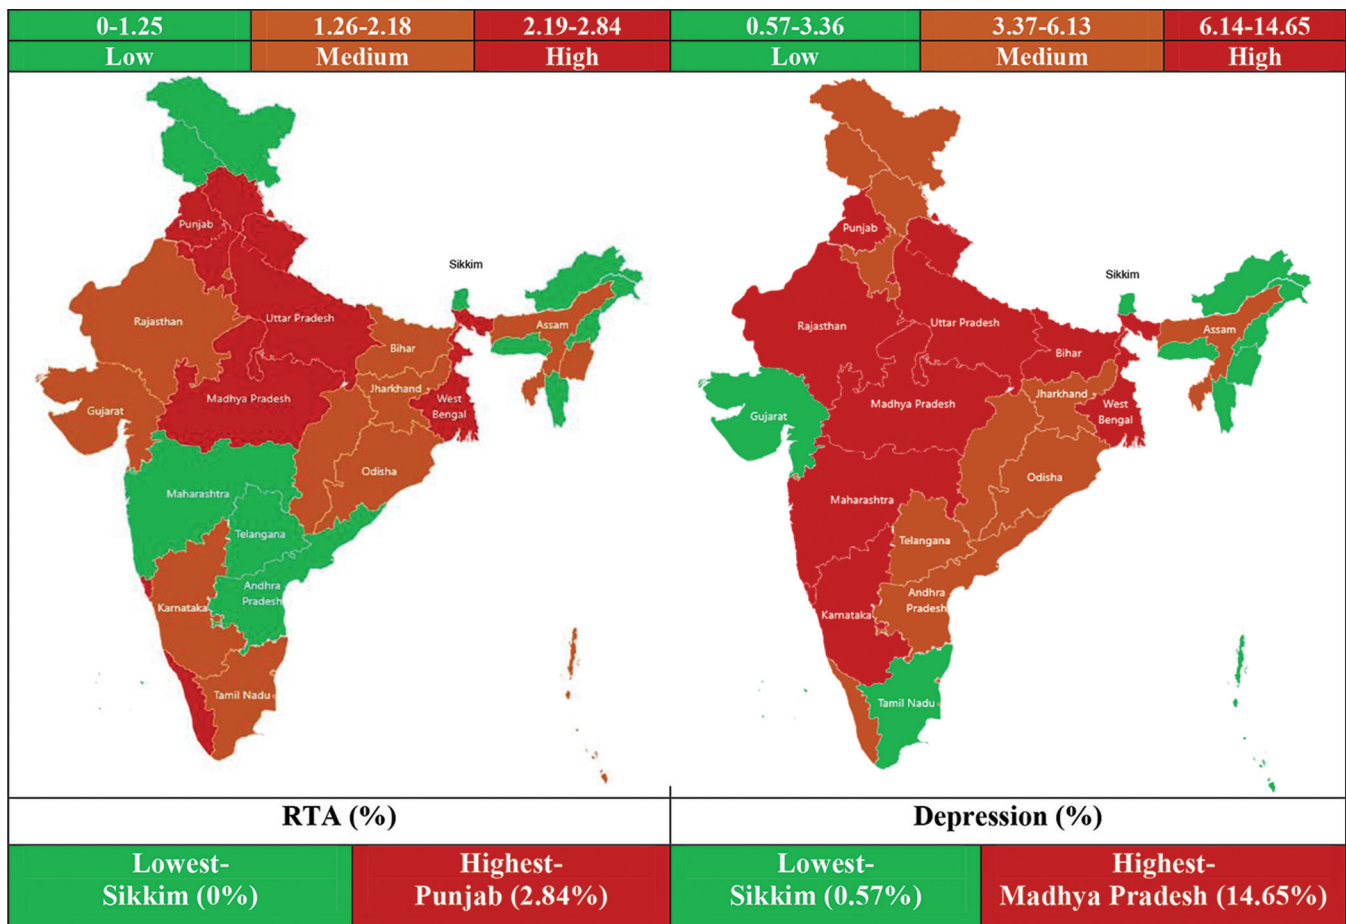 0-1.25 1.26-2.18 2.19-2.84 0.57-3.36 3.37-6.13 6.14-14.65
Low Medium High Low Medium High
Punjab
Sikkim
Rajasthan
Uttar Pradesh
Assam
Bihar
Jharkhand
Gujarat
Madhya Pradesh
West
Bengal
Odisha
Maharashtra
Telangana
Andhra
Pradesh
Karnataka
Tamil Nadu
Punjab
Sikkim
Rajasthan
Uttar Pradesh
Assam
Bihar
Jharkhand
Gujarat
Madhya Pradesh
West
Bengal
Odisha
Maharashtra
Telangana
Andhra
Pradesh
Karnataka
Tamil Nadu
RTA (%) Depression (%)
Lowest- Highest- Lowest- Highest-
Sikkim (0%) Punjab (2.84%) Sikkim (0.57%) Madhya Pradesh (14.65%)